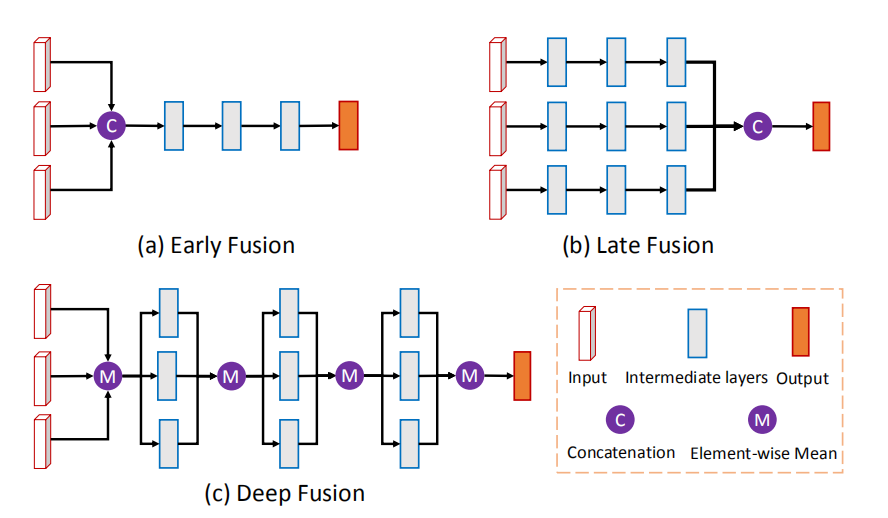 C
(a) Early Fusion
C
(b) Late Fusion
M
M
M
M
(c) Deep Fusion
Input
Intermediate layers
Output
C
M
Concatenation
Element-wise Mean